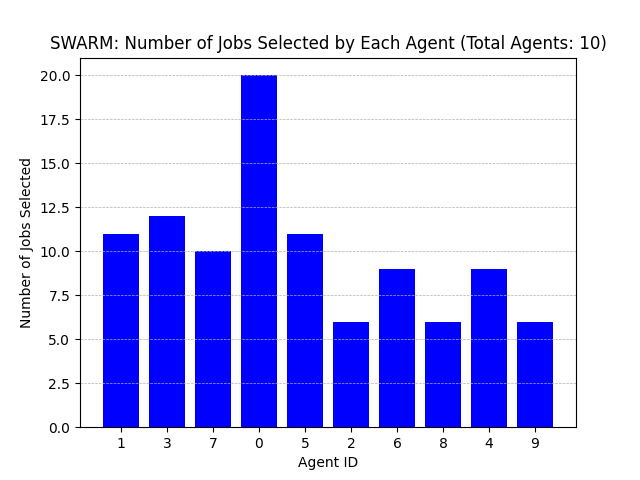 SWARM: Number of Jobs Selected by Each Agent (Total Agents: 10)
20.0
17.5
15.0
12.5
10.0
7.5
5.0
2.5
0.0
Number of Jobs Selected
1 3 7 0 5 2 6 8 4 9
Agent ID